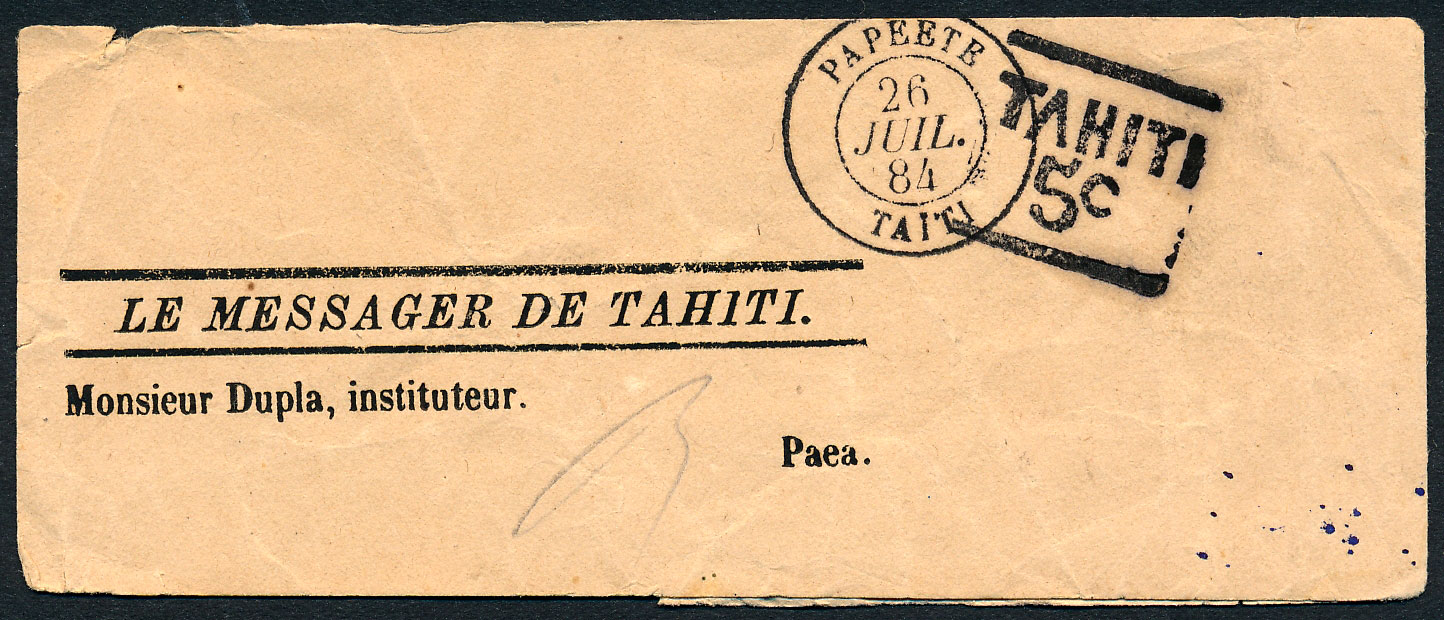 PAPEETE
26
JUIL.
84
TAITI
TAHITI
5c
LE MESSAGER DE TAHITI.
Monsieur Dupla, instituteur.
Paea.